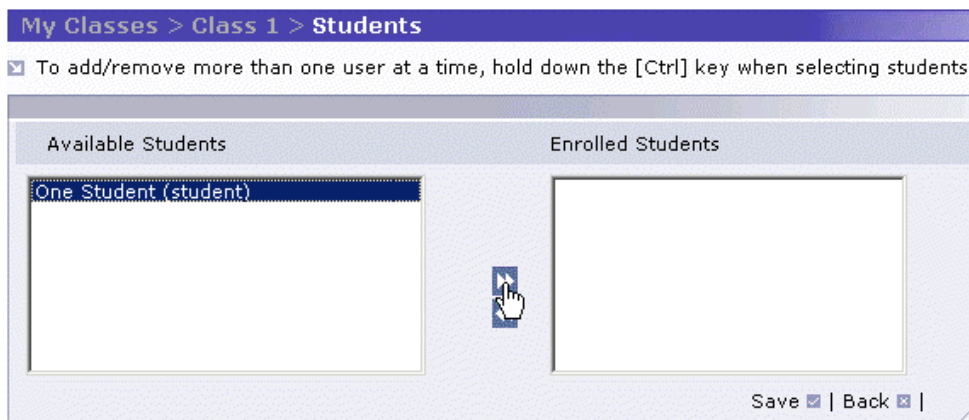 My Classes > Class 1 > Students
To add/remove more than one user at a time, hold down the [Ctrl] key when selecting students
Available Students
Enrolled Students
One Student (student)
Save | Back |